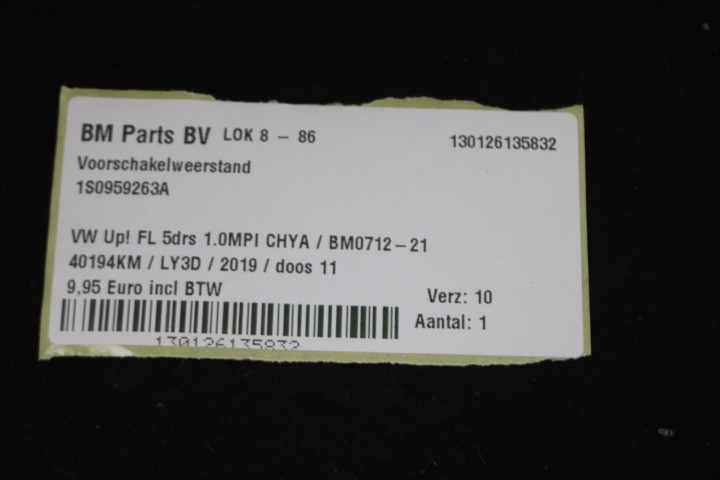 BM Parts BV LOK 8 - 86 130126135832
Voorschakelweerstand
1S0959263A
VW Up! FL 5drs 1.0MPI CHYA / BM0712-21
40194KM / LY3D / 2019 / doos 11
9,95 Euro incl BTW
Verz: 10
Aantal: 1
130126135832